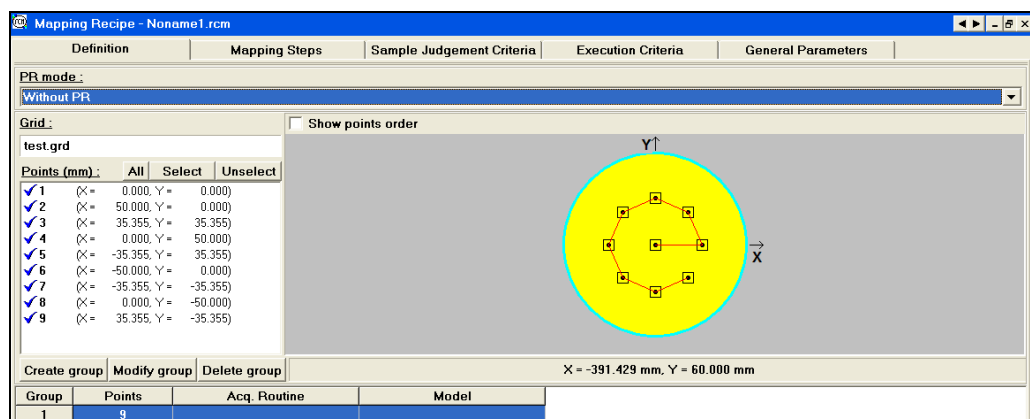 Mapping Recipe - Noname1.rcm
Definition Mapping Steps Sample Judgement Criteria Execution Criteria General Parameters
PR mode :
Without PR
Grid :
Show points order
test.grd
Points (mm) : All Select Unselect
1 (X = 0.000, Y = 0.000)
2 (X = 50.000, Y = 0.000)
3 (X = 35.355, Y = 35.355)
4 (X = 0.000, Y = 50.000)
5 (X = -35.355, Y = 35.355)
6 (X = -50.000, Y = 0.000)
7 (X = -35.355, Y = -35.355)
8 (X = 0.000, Y = -50.000)
9 (X = 35.355, Y = -35.355)
Y
X
Create group Modify group Delete group
X = -391.429 mm, Y = 60.000 mm
Group Points Acq. Routine Model
1 9